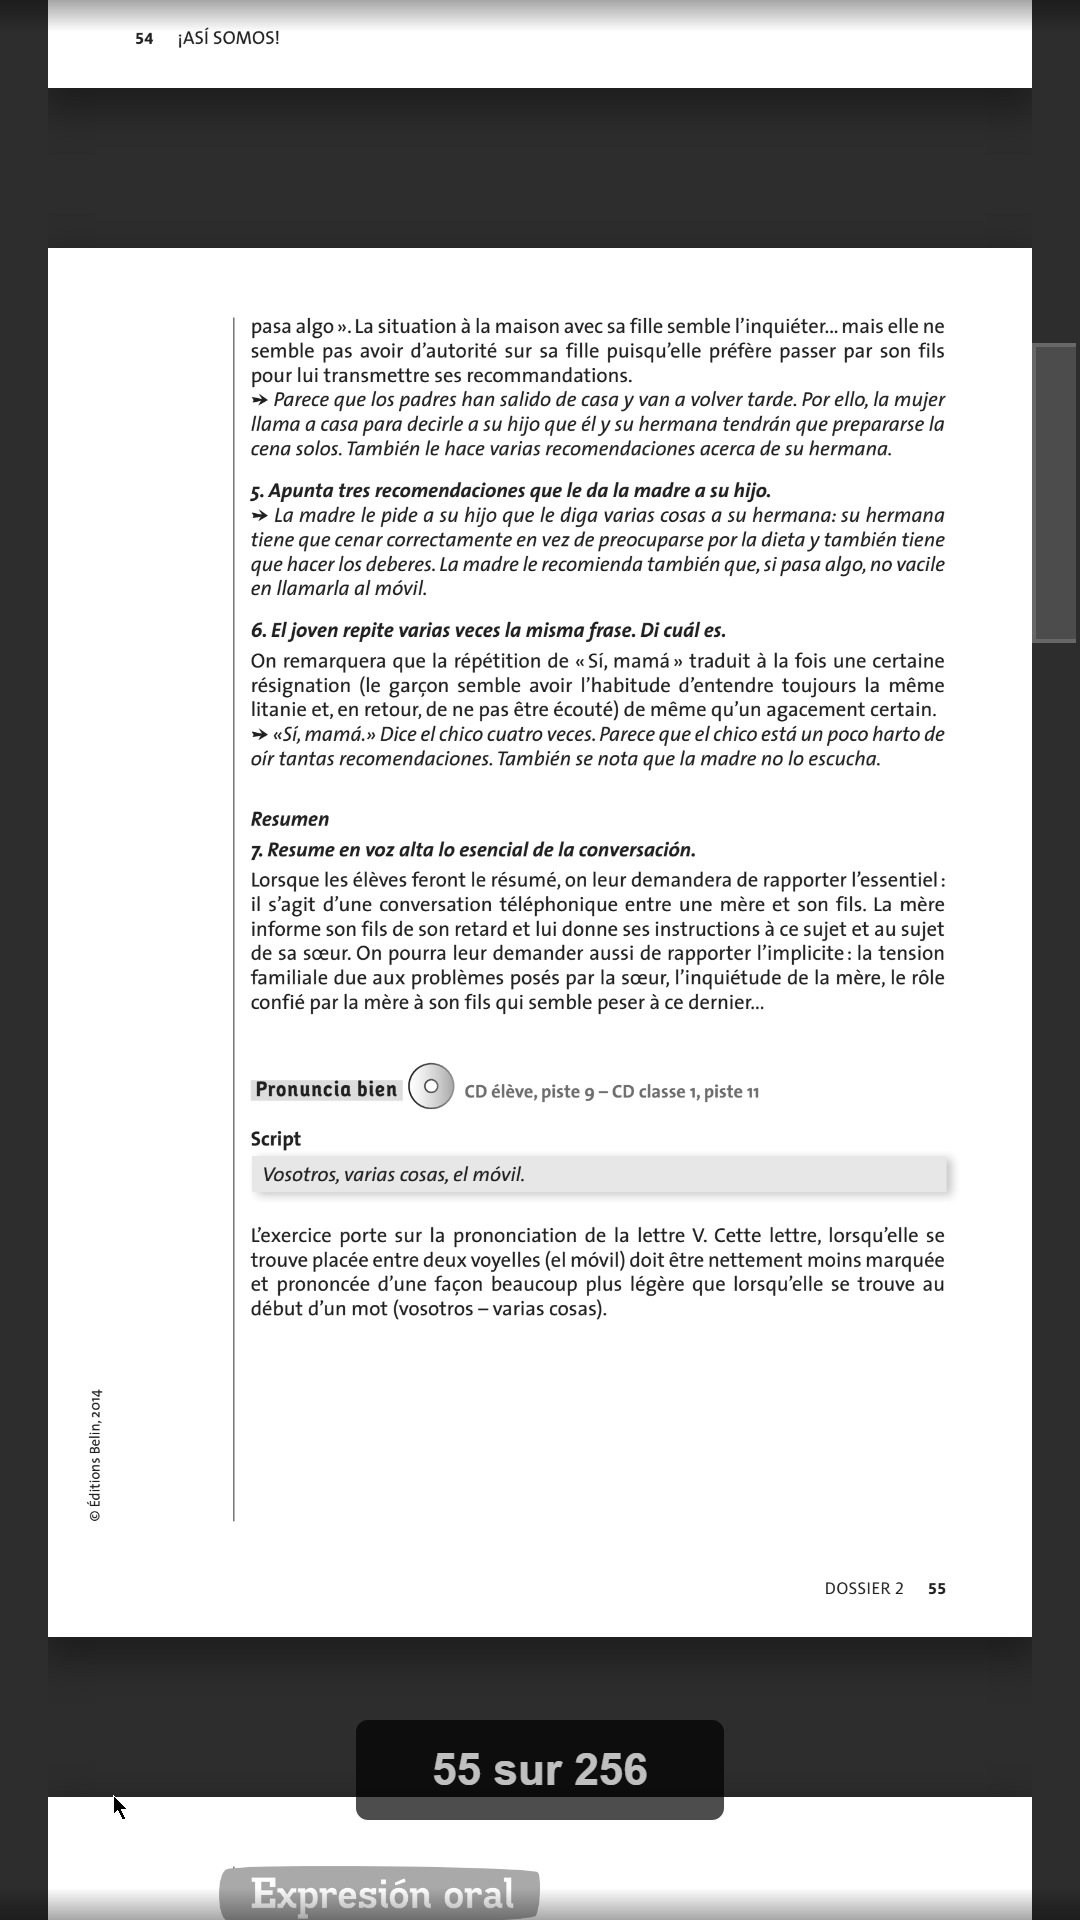 54 ¡ASÍ SOMOS!
pasa algo ». La situation à la maison avec sa fille semble l’inquiéter... mais elle ne
semble pas avoir d’autorité sur sa fille puisqu’elle préfère passer par son fils
pour lui transmettre ses recommandations.
➻ Parece que los padres han salido de casa y van a volver tarde. Por ello, la mujer
llama a casa para decirle a su hijo que él y su hermana tendrán que prepararse la
cena solos. También le hace varias recomendaciones acerca de su hermana.
5. Apunta tres recomendaciones que le da la madre a su hijo.
➻ La madre le pide a su hijo que le diga varias cosas a su hermana: su hermana
tiene que cenar correctamente en vez de preocuparse por la dieta y también tiene
que hacer los deberes. La madre le recomienda también que, si pasa algo, no vacile
en llamarla al móvil.
6. El joven repite varias veces la misma frase. Di cuál es.
On remarquera que la répétition de « Sí, mamá » traduit à la fois une certaine
résignation (le garçon semble avoir l’habitude d’entendre toujours la même
litanie et, en retour, de ne pas être écouté) de même qu’un agacement certain.
➻ «Sí, mamá.» Dice el chico cuatro veces. Parece que el chico está un poco harto de
oír tantas recomendaciones. También se nota que la madre no lo escucha.
Resumen
7. Resume en voz alta lo esencial de la conversación.
Lorsque les élèves feront le résumé, on leur demandera de rapporter l’essentiel :
il s’agit d’une conversation téléphonique entre une mère et son fils. La mère
informe son fils de son retard et lui donne ses instructions à ce sujet et au sujet
de sa sœur. On pourra leur demander aussi de rapporter l’implicite : la tension
familiale due aux problèmes posés par la sœur, l’inquiétude de la mère, le rôle
confié par la mère à son fils qui semble peser à ce dernier...
Pronuncia bien CD élève, piste 9 – CD classe 1, piste 11
Script
Vosotros, varias cosas, el móvil.
L’exercice porte sur la prononciation de la lettre V. Cette lettre, lorsqu’elle se
trouve placée entre deux voyelles (el móvil) doit être nettement moins marquée
et prononcée d’une façon beaucoup plus légère que lorsqu’elle se trouve au
début d’un mot (vosotros – varias cosas).
© Éditions Belin, 2014
DOSSIER 2 55
55 sur 256
Expresión oral